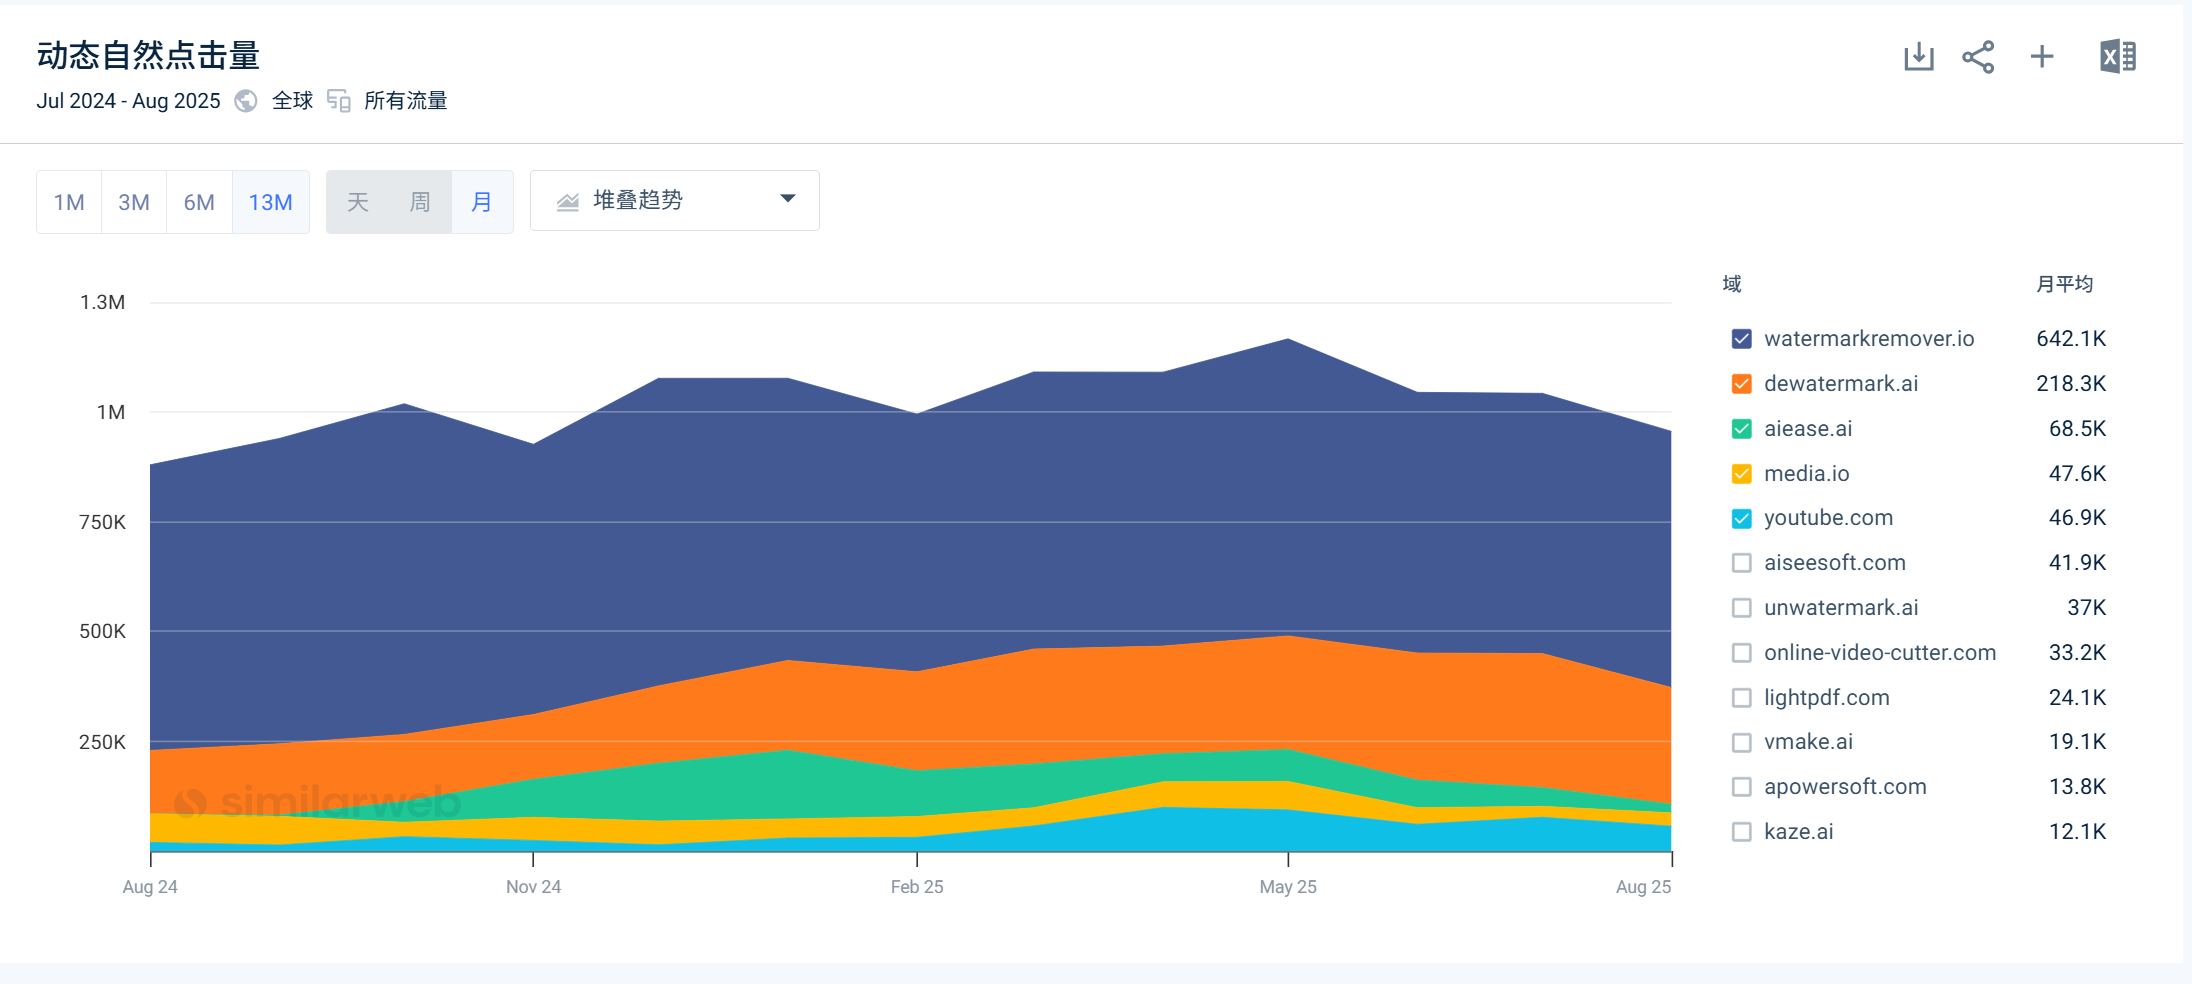 动态自然点击量
Jul 2024 - Aug 2025 全球 所有流量
1M 3M 6M 13M 天 周 月 堆叠趋势
域 月平均
1.3M
1M
750K
500K
250K
watermarkremover.io 642.1K
dewatermark.ai 218.3K
aiease.ai 68.5K
media.io 47.6K
youtube.com 46.9K
aiseesoft.com 41.9K
unwatermark.ai 37K
online-video-cutter.com 33.2K
lightpdf.com 24.1K
vmake.ai 19.1K
apowersoft.com 13.8K
kaze.ai 12.1K
similarweb
Aug 24 Nov 24 Feb 25 May 25 Aug 25